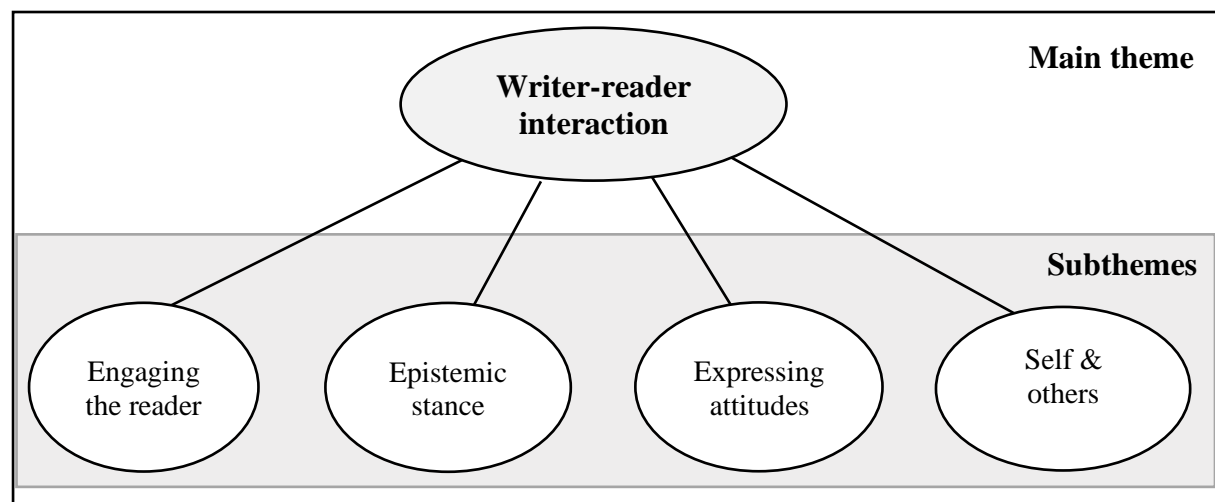 Main theme
Writer-reader
interaction
Subthemes
Engaging
the reader
Epistemic
stance
Expressing
attitudes
Self &
others